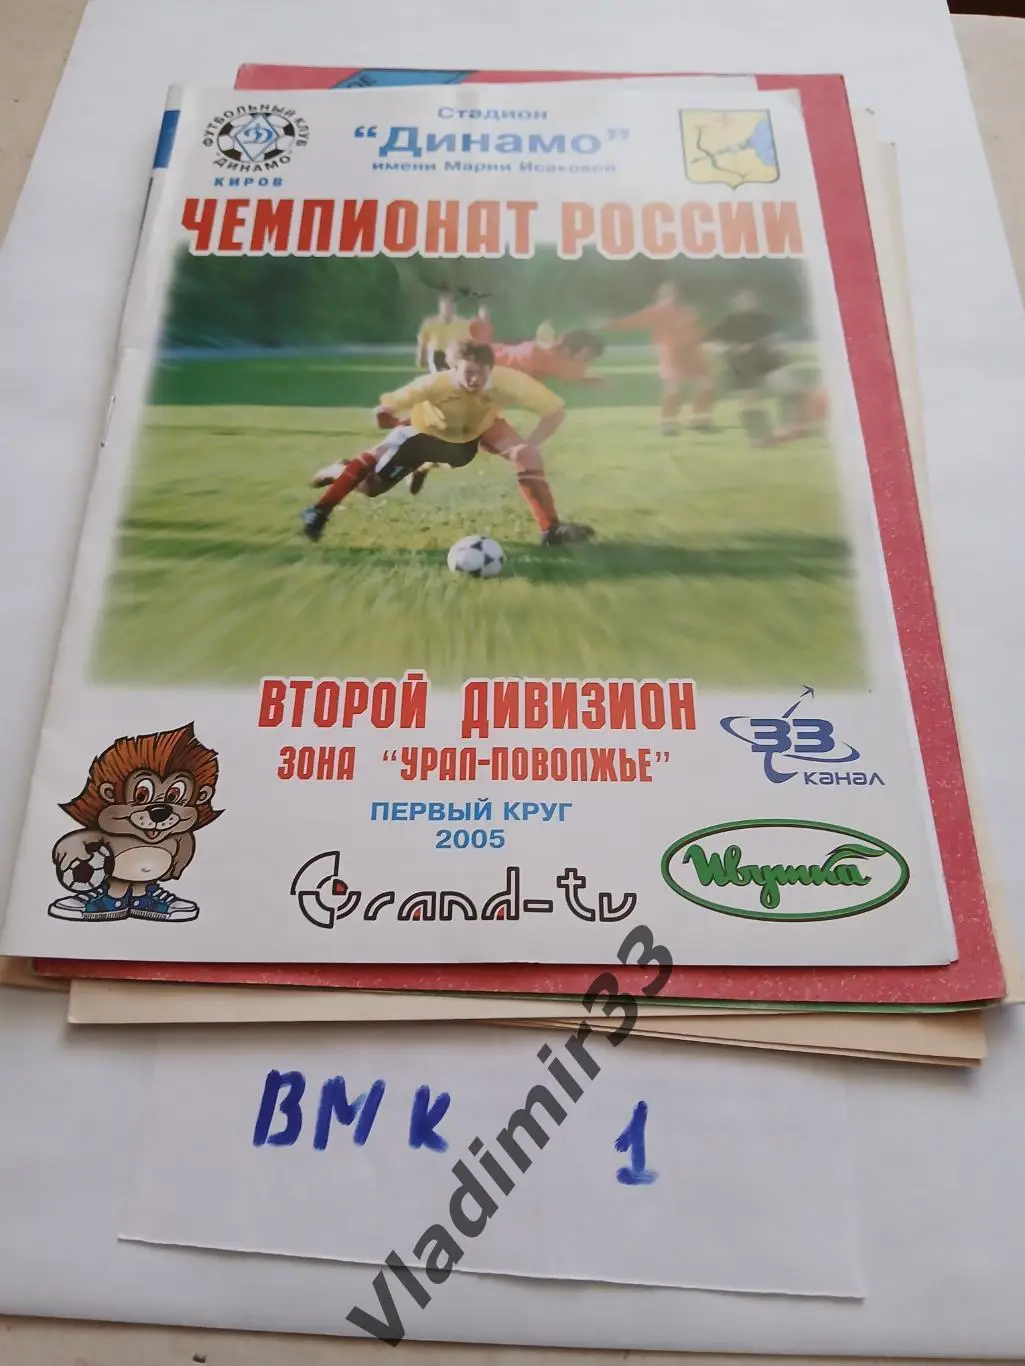 ФУТБОЛЬНЫЙ КЛУБ
"ДИНАМО"
КИРОВ
Стадион
"Динамо"
имени Марии Исаковой
ЧЕМПИОНАТ РОССИИ
ВТОРОЙ ДИВИЗИОН
ЗОНА "УРАЛ-ПОВОЛЖЬЕ"
ПЕРВЫЙ КРУГ
2005
33
КАНАЛ
Grand-tv
Ивушка
ВМК 1
vladimir33